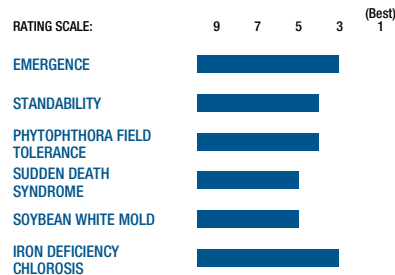 (Best)
RATING SCALE: 9 7 5 3 1
EMERGENCE
STANDABILITY
PHYTOPHTHORA FIELD
TOLERANCE
SUDDEN DEATH
SYNDROME
SOYBEAN WHITE MOLD
IRON DEFICIENCY
CHLOROSIS